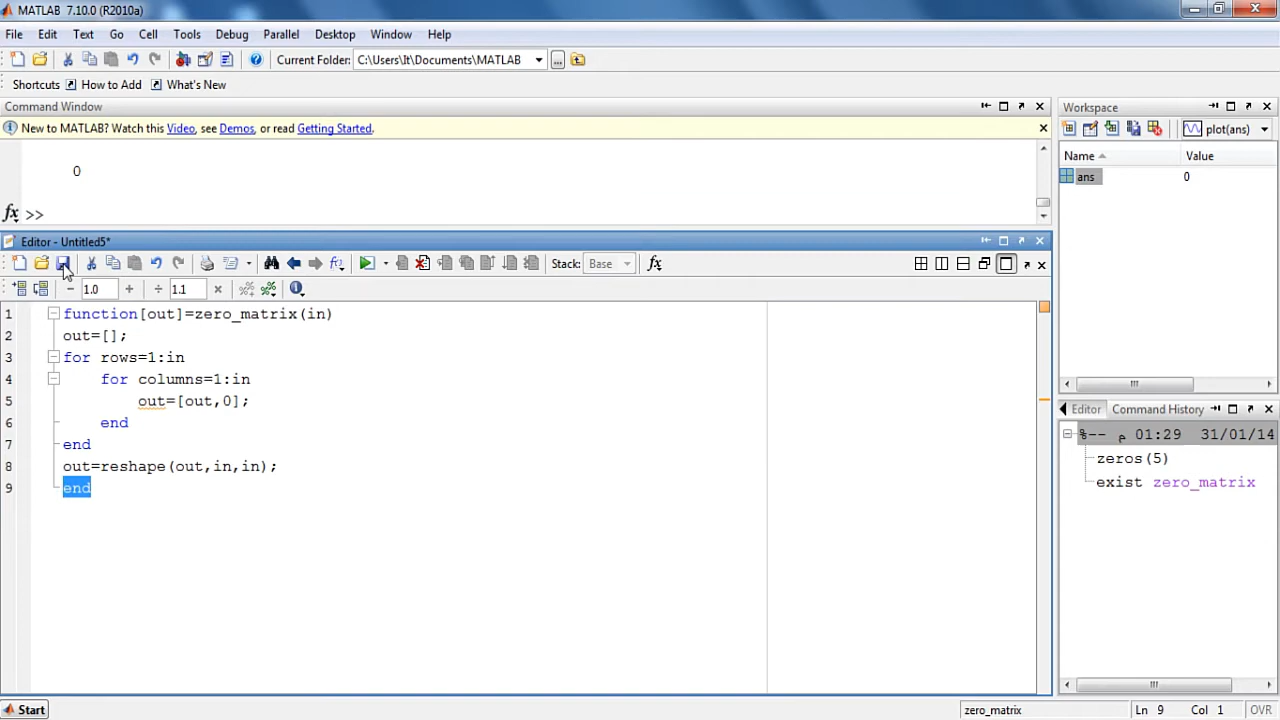 MATLAB 7.10.0 (R2010a)
File Edit Text Go Cell Tools Debug Parallel Desktop Window Help
Current Folder: C:\Users\It\Documents\MATLAB ...
Shortcuts How to Add What's New
Command Window
New to MATLAB? Watch this Video, see Demos, or read Getting Started.
0
fx >>
Editor - Untitled5*
fx Stack: Base fx
− 1.0 + ÷ 1.1 ×
1 function[out]=zero_matrix(in)
2 out=[];
3 for rows=1:in
4 for columns=1:in
5 out=[out,0];
6 end
7 end
8 out=reshape(out,in,in);
9 end
Workspace
plot(ans)
Name Value
ans 0
Editor Command History
%-- م 01:29 31/01/14
zeros(5)
exist zero_matrix
Start zero_matrix Ln 9 Col 1 OVR